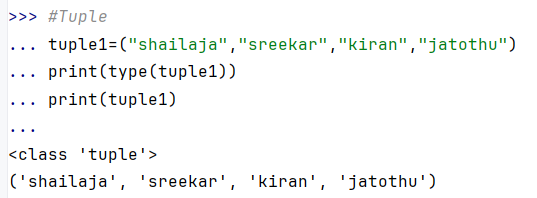 >>> #Tuple
... tuple1=("shailaja","sreekar","kiran","jatothu")
... print(type(tuple1))
... print(tuple1)
...
<class 'tuple'>
('shailaja', 'sreekar', 'kiran', 'jatothu')